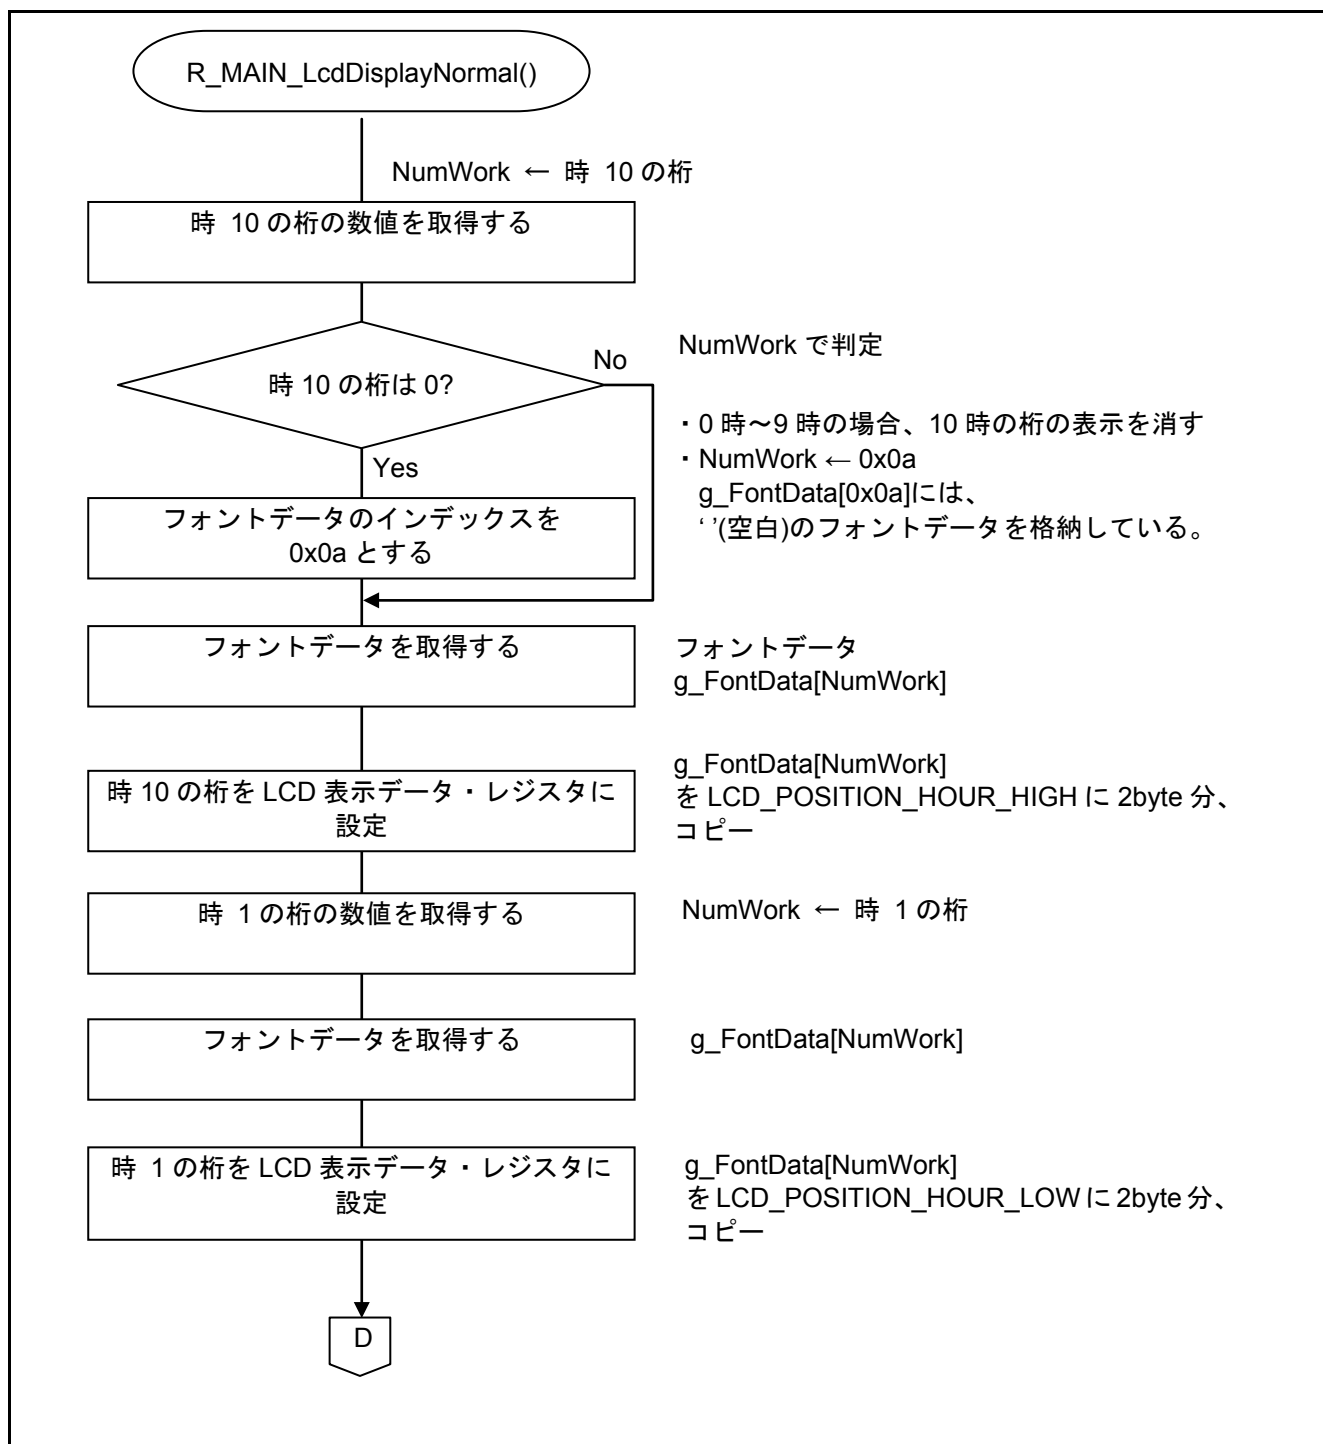 R_MAIN_LcdDisplayNormal()
NumWork ← 時 10 の桁
時 10 の桁の数値を取得する
時 10 の桁は 0?
No
NumWork で判定
・0 時～9 時の場合、10 時の桁の表示を消す
・NumWork ← 0x0a
g_FontData[0x0a]には、
‘ ’(空白)のフォントデータを格納している。
Yes
フォントデータのインデックスを
0x0a とする
フォントデータを取得する
フォントデータ
g_FontData[NumWork]
時 10 の桁を LCD 表示データ・レジスタに
設定
g_FontData[NumWork]
を LCD_POSITION_HOUR_HIGH に 2byte 分、
コピー
時 1 の桁の数値を取得する
NumWork ← 時 1 の桁
フォントデータを取得する
g_FontData[NumWork]
時 1 の桁を LCD 表示データ・レジスタに
設定
g_FontData[NumWork]
を LCD_POSITION_HOUR_LOW に 2byte 分、
コピー
D